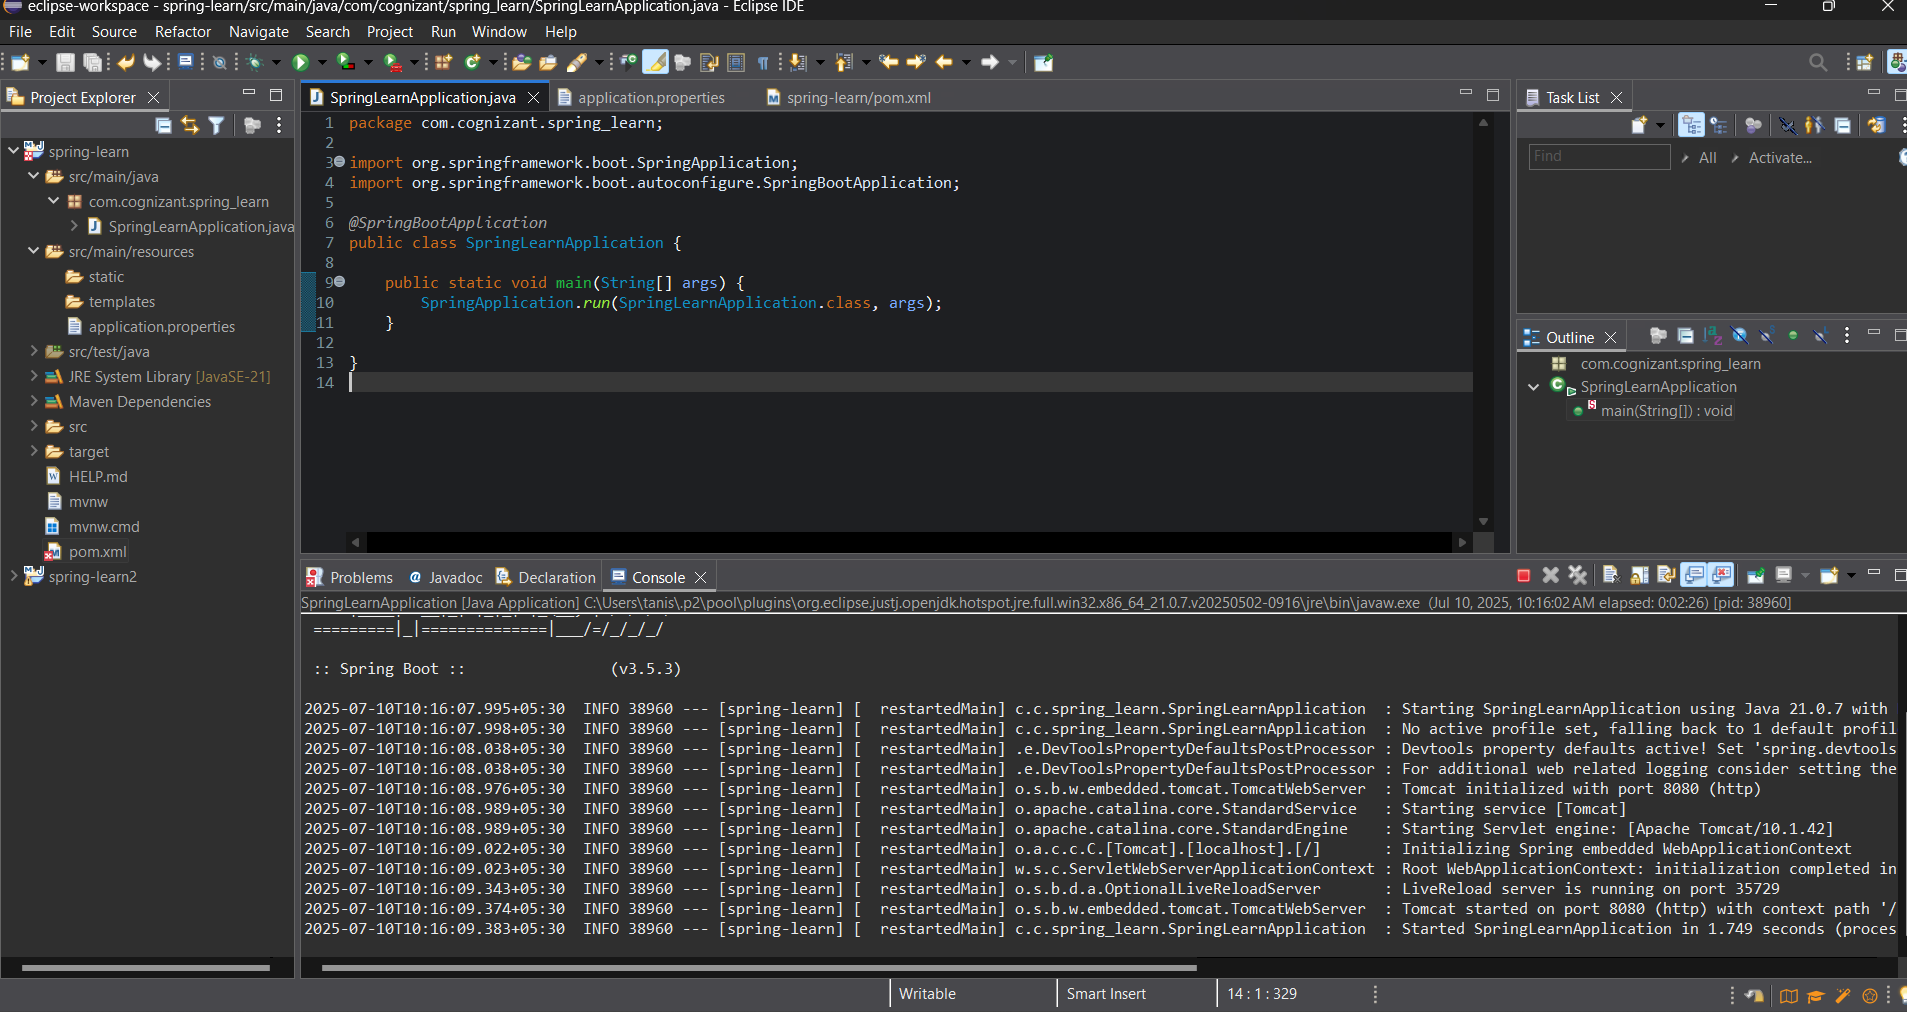 eclipse-workspace - spring-learn/src/main/java/com/cognizant/spring_learn/SpringLearnApplication.java - Eclipse IDE
File Edit Source Refactor Navigate Search Project Run Window Help
Project Explorer
spring-learn
src/main/java
com.cognizant.spring_learn
SpringLearnApplication.java
src/main/resources
static
templates
application.properties
src/test/java
JRE System Library [JavaSE-21]
Maven Dependencies
src
target
HELP.md
mvnw
mvnw.cmd
pom.xml
spring-learn2
SpringLearnApplication.java application.properties spring-learn/pom.xml
1 package com.cognizant.spring_learn;
2
3 import org.springframework.boot.SpringApplication;
4 import org.springframework.boot.autoconfigure.SpringBootApplication;
5
6 @SpringBootApplication
7 public class SpringLearnApplication {
8
9 public static void main(String[] args) {
10 SpringApplication.run(SpringLearnApplication.class, args);
11 }
12
13 }
14
Task List
Find All Activate...
Outline
com.cognizant.spring_learn
SpringLearnApplication
main(String[]) : void
Problems Javadoc Declaration Console
SpringLearnApplication [Java Application] C:\Users\tanis\.p2\pool\plugins\org.eclipse.justj.openjdk.hotspot.jre.full.win32.x86_64_21.0.7.v20250502-0916\jre\bin\javaw.exe (Jul 10, 2025, 10:16:02 AM elapsed: 0:02:26) [pid: 38960]
=========|_|==============|___/=/_/_/_/
:: Spring Boot :: (v3.5.3)
2025-07-10T10:16:07.995+05:30 INFO 38960 --- [spring-learn] [ restartedMain] c.c.spring_learn.SpringLearnApplication : Starting SpringLearnApplication using Java 21.0.7 with
2025-07-10T10:16:07.998+05:30 INFO 38960 --- [spring-learn] [ restartedMain] c.c.spring_learn.SpringLearnApplication : No active profile set, falling back to 1 default profil
2025-07-10T10:16:08.038+05:30 INFO 38960 --- [spring-learn] [ restartedMain] .e.DevToolsPropertyDefaultsPostProcessor : Devtools property defaults active! Set 'spring.devtools
2025-07-10T10:16:08.038+05:30 INFO 38960 --- [spring-learn] [ restartedMain] .e.DevToolsPropertyDefaultsPostProcessor : For additional web related logging consider setting the
2025-07-10T10:16:08.976+05:30 INFO 38960 --- [spring-learn] [ restartedMain] o.s.b.w.embedded.tomcat.TomcatWebServer : Tomcat initialized with port 8080 (http)
2025-07-10T10:16:08.989+05:30 INFO 38960 --- [spring-learn] [ restartedMain] o.apache.catalina.core.StandardService : Starting service [Tomcat]
2025-07-10T10:16:08.989+05:30 INFO 38960 --- [spring-learn] [ restartedMain] o.apache.catalina.core.StandardEngine : Starting Servlet engine: [Apache Tomcat/10.1.42]
2025-07-10T10:16:09.022+05:30 INFO 38960 --- [spring-learn] [ restartedMain] o.a.c.c.C.[Tomcat].[localhost].[/] : Initializing Spring embedded WebApplicationContext
2025-07-10T10:16:09.023+05:30 INFO 38960 --- [spring-learn] [ restartedMain] w.s.c.ServletWebServerApplicationContext : Root WebApplicationContext: initialization completed in
2025-07-10T10:16:09.343+05:30 INFO 38960 --- [spring-learn] [ restartedMain] o.s.b.d.a.OptionalLiveReloadServer : LiveReload server is running on port 35729
2025-07-10T10:16:09.374+05:30 INFO 38960 --- [spring-learn] [ restartedMain] o.s.b.w.embedded.tomcat.TomcatWebServer : Tomcat started on port 8080 (http) with context path '/
2025-07-10T10:16:09.383+05:30 INFO 38960 --- [spring-learn] [ restartedMain] c.c.spring_learn.SpringLearnApplication : Started SpringLearnApplication in 1.749 seconds (proces
Writable Smart Insert 14 : 1 : 329